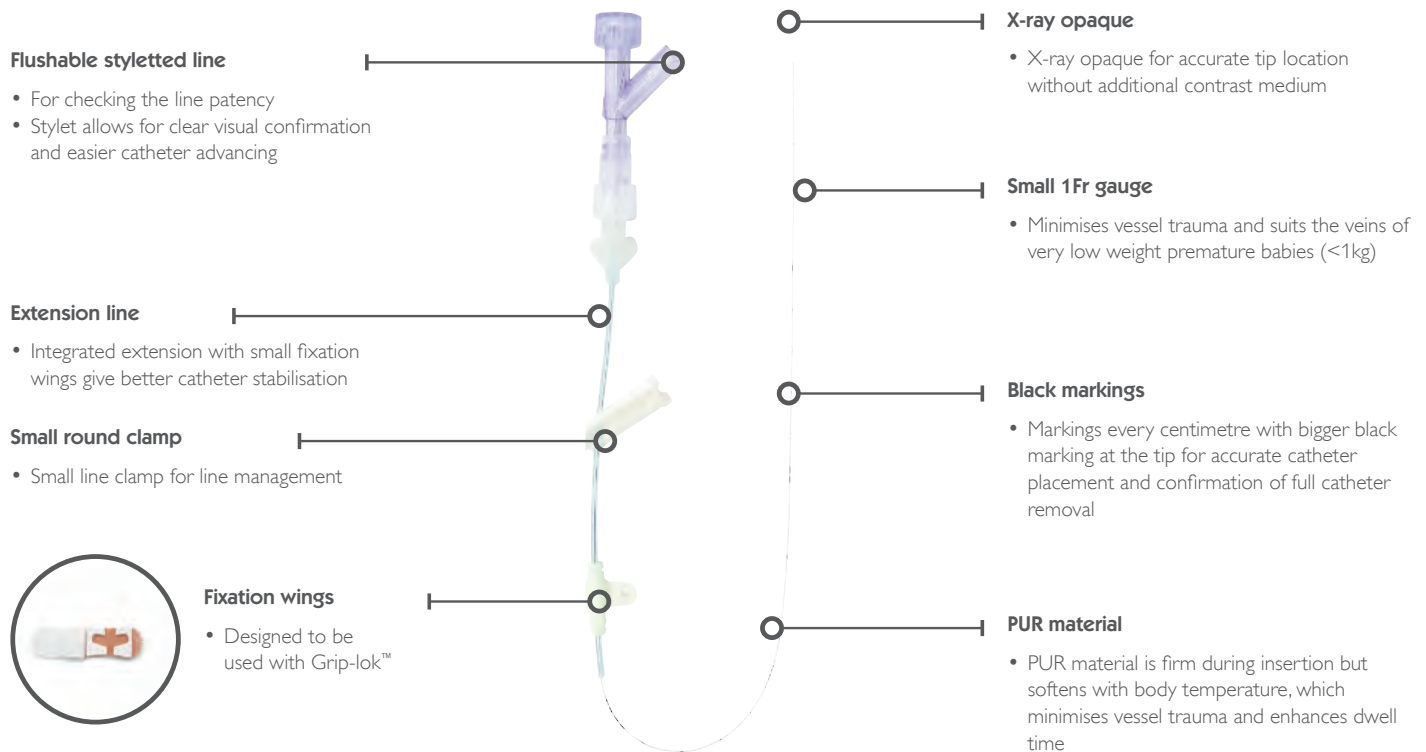 Flushable styletted line
• For checking the line patency
• Stylet allows for clear visual confirmation
and easier catheter advancing
Extension line
• Integrated extension with small fixation
wings give better catheter stabilisation
Small round clamp
• Small line clamp for line management
Fixation wings
• Designed to be
used with Grip-lok™
X-ray opaque
• X-ray opaque for accurate tip location
without additional contrast medium
Small 1Fr gauge
• Minimises vessel trauma and suits the veins of
very low weight premature babies (<1kg)
Black markings
• Markings every centimetre with bigger black
marking at the tip for accurate catheter
placement and confirmation of full catheter
removal
PUR material
• PUR material is firm during insertion but
softens with body temperature, which
minimises vessel trauma and enhances dwell
time